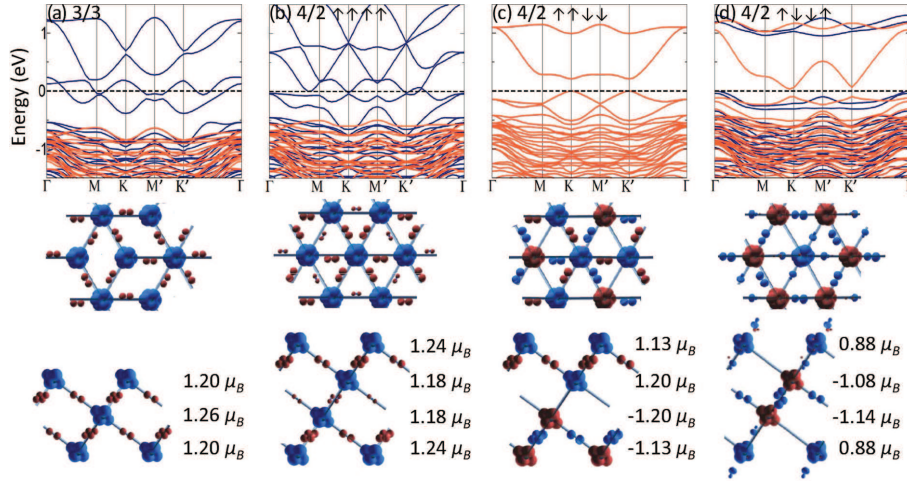 (a) 3/3
(b) 4/2 ↑↑↑↑
(c) 4/2 ↑↑↓↓
(d) 4/2 ↑↓↓↑
Energy (eV)
1
0
-1
Γ M K M' K' Γ
Γ M K M' K' Γ
Γ M K M' K' Γ
Γ M K M' K' Γ
1.20 μB
1.26 μB
1.20 μB
1.24 μB
1.18 μB
1.18 μB
1.24 μB
1.13 μB
1.20 μB
-1.20 μB
-1.13 μB
0.88 μB
-1.08 μB
-1.14 μB
0.88 μB